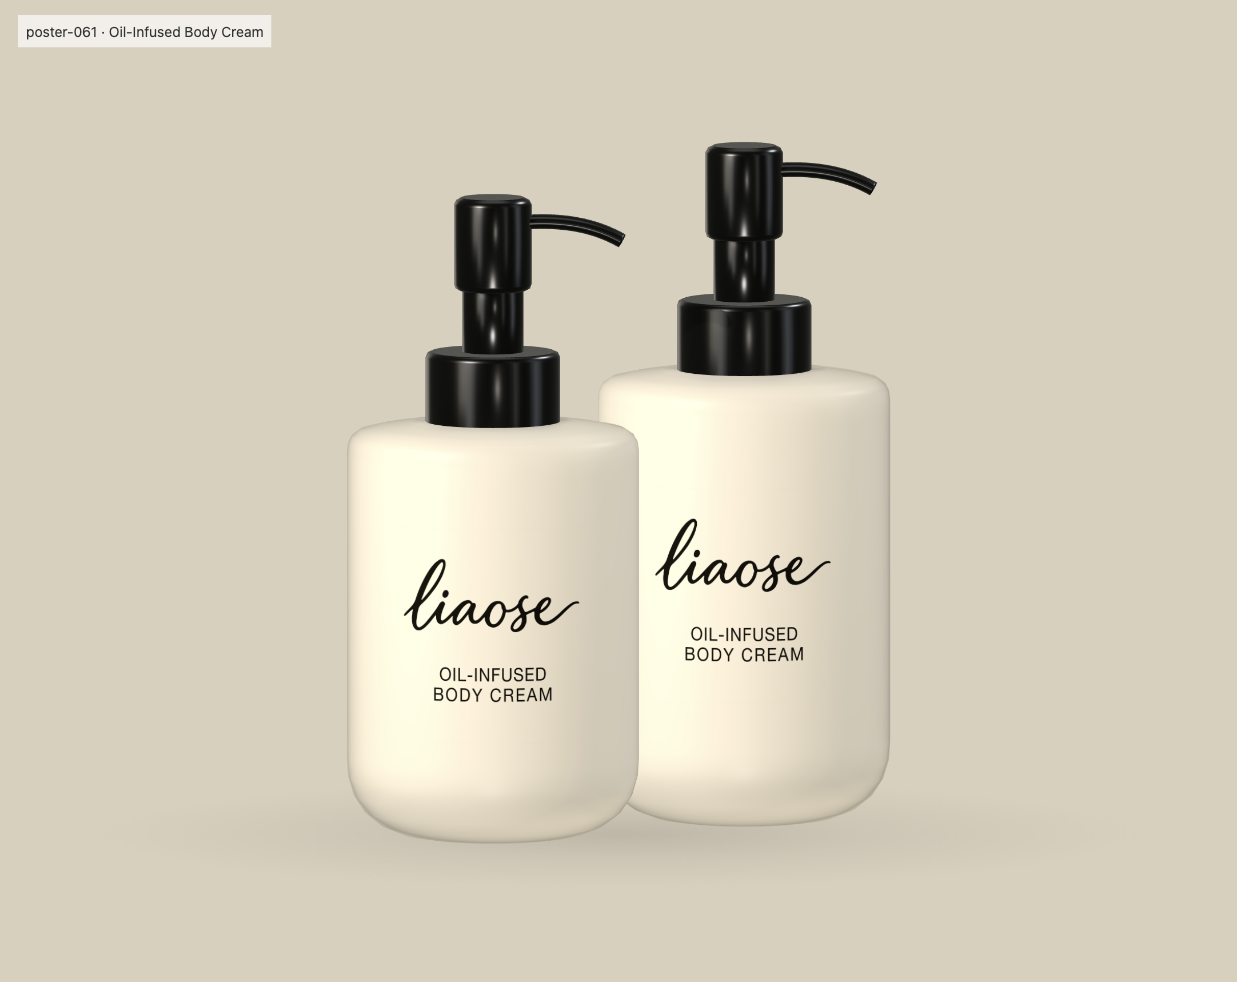 poster-061 · Oil-Infused Body Cream
liaose
OIL-INFUSED
BODY CREAM
liaose
OIL-INFUSED
BODY CREAM